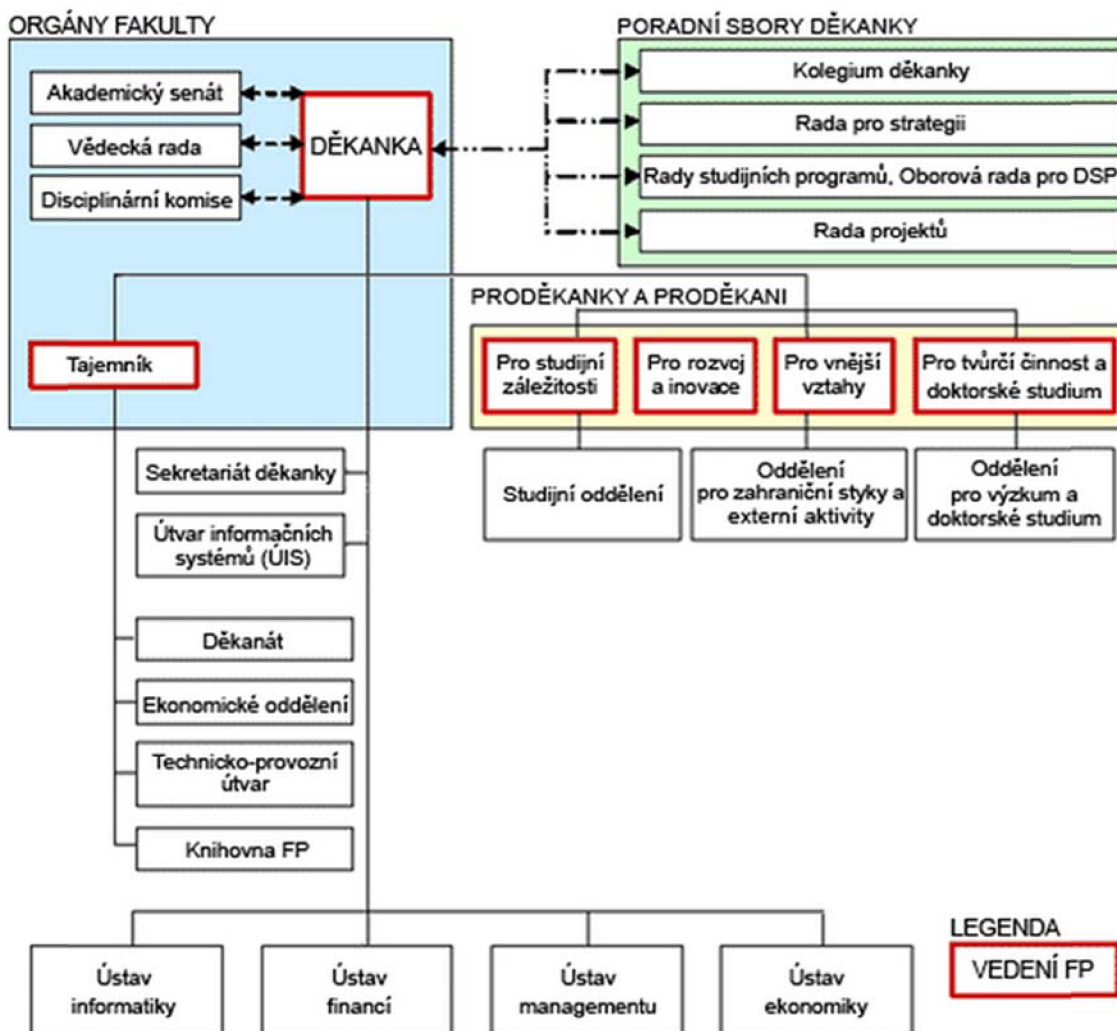 ORGÁNY FAKULTY
Akademický senát
Vědecká rada
Disciplinární komise
DĚKANKA
PORADNÍ SBORY DĚKANKY
Kolegium děkanky
Rada pro strategii
Rady studijních programů, Oborová rada pro DSP
Rada projektů
Tajemník
PRODĚKANKY A PRODĚKANI
Pro studijní
záležitosti
Pro rozvoj
a inovace
Pro vnější
vztahy
Pro tvůrčí činnost a
doktorské studium
Studijní oddělení
Oddělení
pro zahraniční styky a
externí aktivity
Oddělení
pro výzkum a
doktorské studium
Sekretariát děkanky
Útvar informačních
systémů (ÚIS)
Děkanát
Ekonomické oddělení
Technicko-provozní
útvar
Knihovna FP
Ústav
informatiky
Ústav
financí
Ústav
managementu
Ústav
ekonomiky
LEGENDA
VEDENÍ FP